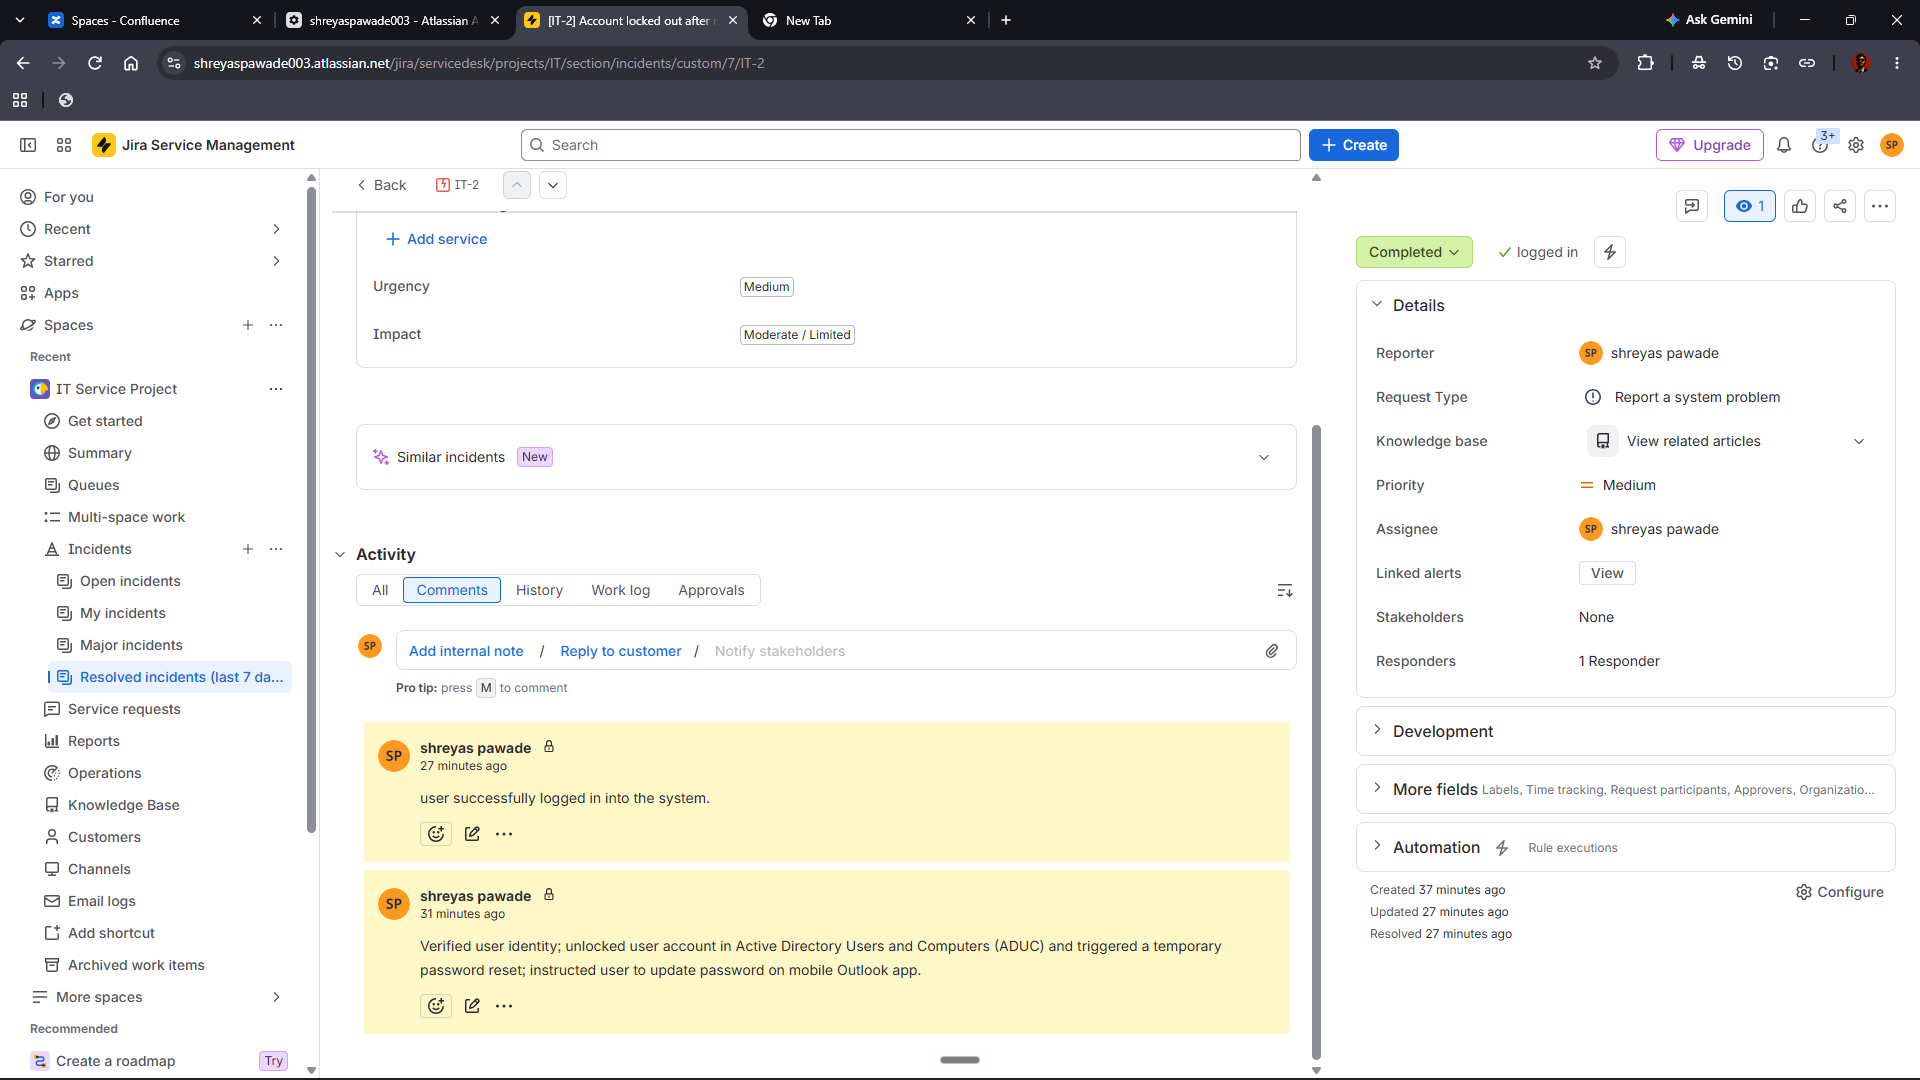 Spaces - Confluence
shreyaspawade003 - Atlassian A
[IT-2] Account locked out after
New Tab
Ask Gemini
shreyaspawade003.atlassian.net/jira/servicedesk/projects/IT/section/incidents/custom/7/IT-2
Jira Service Management
Search
Create
Upgrade
3+
SP
For you
Recent
Starred
Apps
Spaces
Recent
IT Service Project
Get started
Summary
Queues
Multi-space work
Incidents
Open incidents
My incidents
Major incidents
Resolved incidents (last 7 da...
Service requests
Reports
Operations
Knowledge Base
Customers
Channels
Email logs
Add shortcut
Archived work items
More spaces
Recommended
Create a roadmap
Try
Back
IT-2
Add service
Urgency
Medium
Impact
Moderate / Limited
Similar incidents
New
Activity
All
Comments
History
Work log
Approvals
SP
Add internal note / Reply to customer / Notify stakeholders
Pro tip: press M to comment
SP
shreyas pawade
27 minutes ago
user successfully logged in into the system.
SP
shreyas pawade
31 minutes ago
Verified user identity; unlocked user account in Active Directory Users and Computers (ADUC) and triggered a temporary
password reset; instructed user to update password on mobile Outlook app.
1
Completed
logged in
Details
Reporter
SP shreyas pawade
Request Type
Report a system problem
Knowledge base
View related articles
Priority
Medium
Assignee
SP shreyas pawade
Linked alerts
View
Stakeholders
None
Responders
1 Responder
Development
More fields Labels, Time tracking, Request participants, Approvers, Organizatio...
Automation
Rule executions
Created 37 minutes ago
Configure
Updated 27 minutes ago
Resolved 27 minutes ago